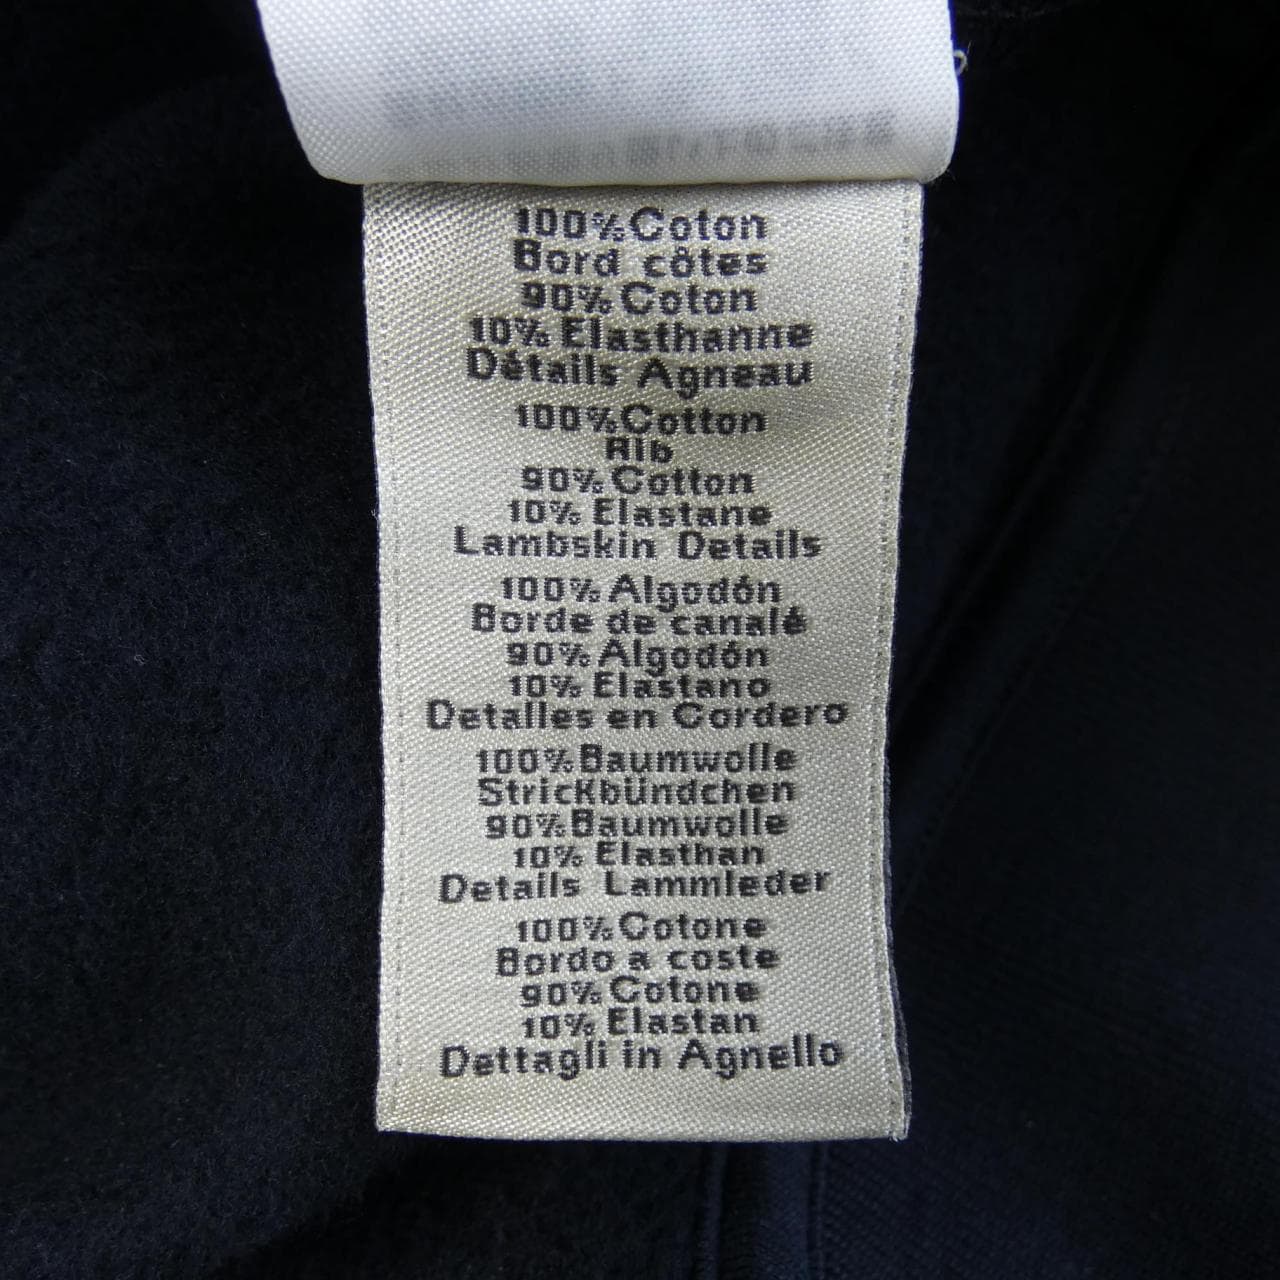 100% Coton
Bord côtes
90% Coton
10% Elasthanne
Détails Agneau
100% Cotton
Rib
90% Cotton
10% Elastane
Lambskin Details
100% Algodón
Borde de canalé
90% Algodón
10% Elastano
Detalles en Cordero
100% Baumwolle
Strickbündchen
90% Baumwolle
10% Elasthan
Details Lammleder
100% Cotone
Bordo a coste
90% Cotone
10% Elastan
Dettagli in Agnello